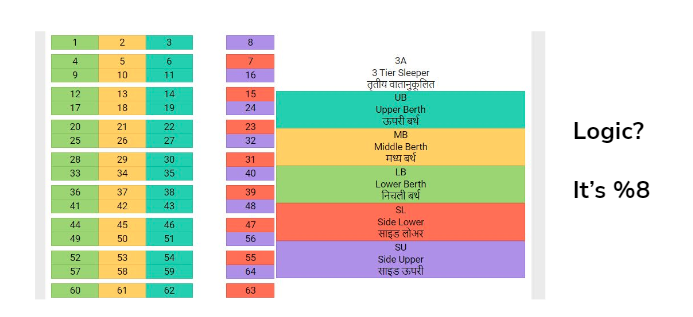 1 2 3 8
4 5 6 7
9 10 11 16
12 13 14 15
17 18 19 24
20 21 22 23
25 26 27 32
28 29 30 31
33 34 35 40
36 37 38 39
41 42 43 48
44 45 46 47
49 50 51 56
52 53 54 55
57 58 59 64
60 61 62 63
3A
3 Tier Sleeper
तृतीय वातानुकूलित
UB
Upper Berth
ऊपरी बर्थ
MB
Middle Berth
मध्य बर्थ
LB
Lower Berth
निचली बर्थ
SL
Side Lower
साइड लोअर
SU
Side Upper
साइड ऊपरी
Logic?
It's %8